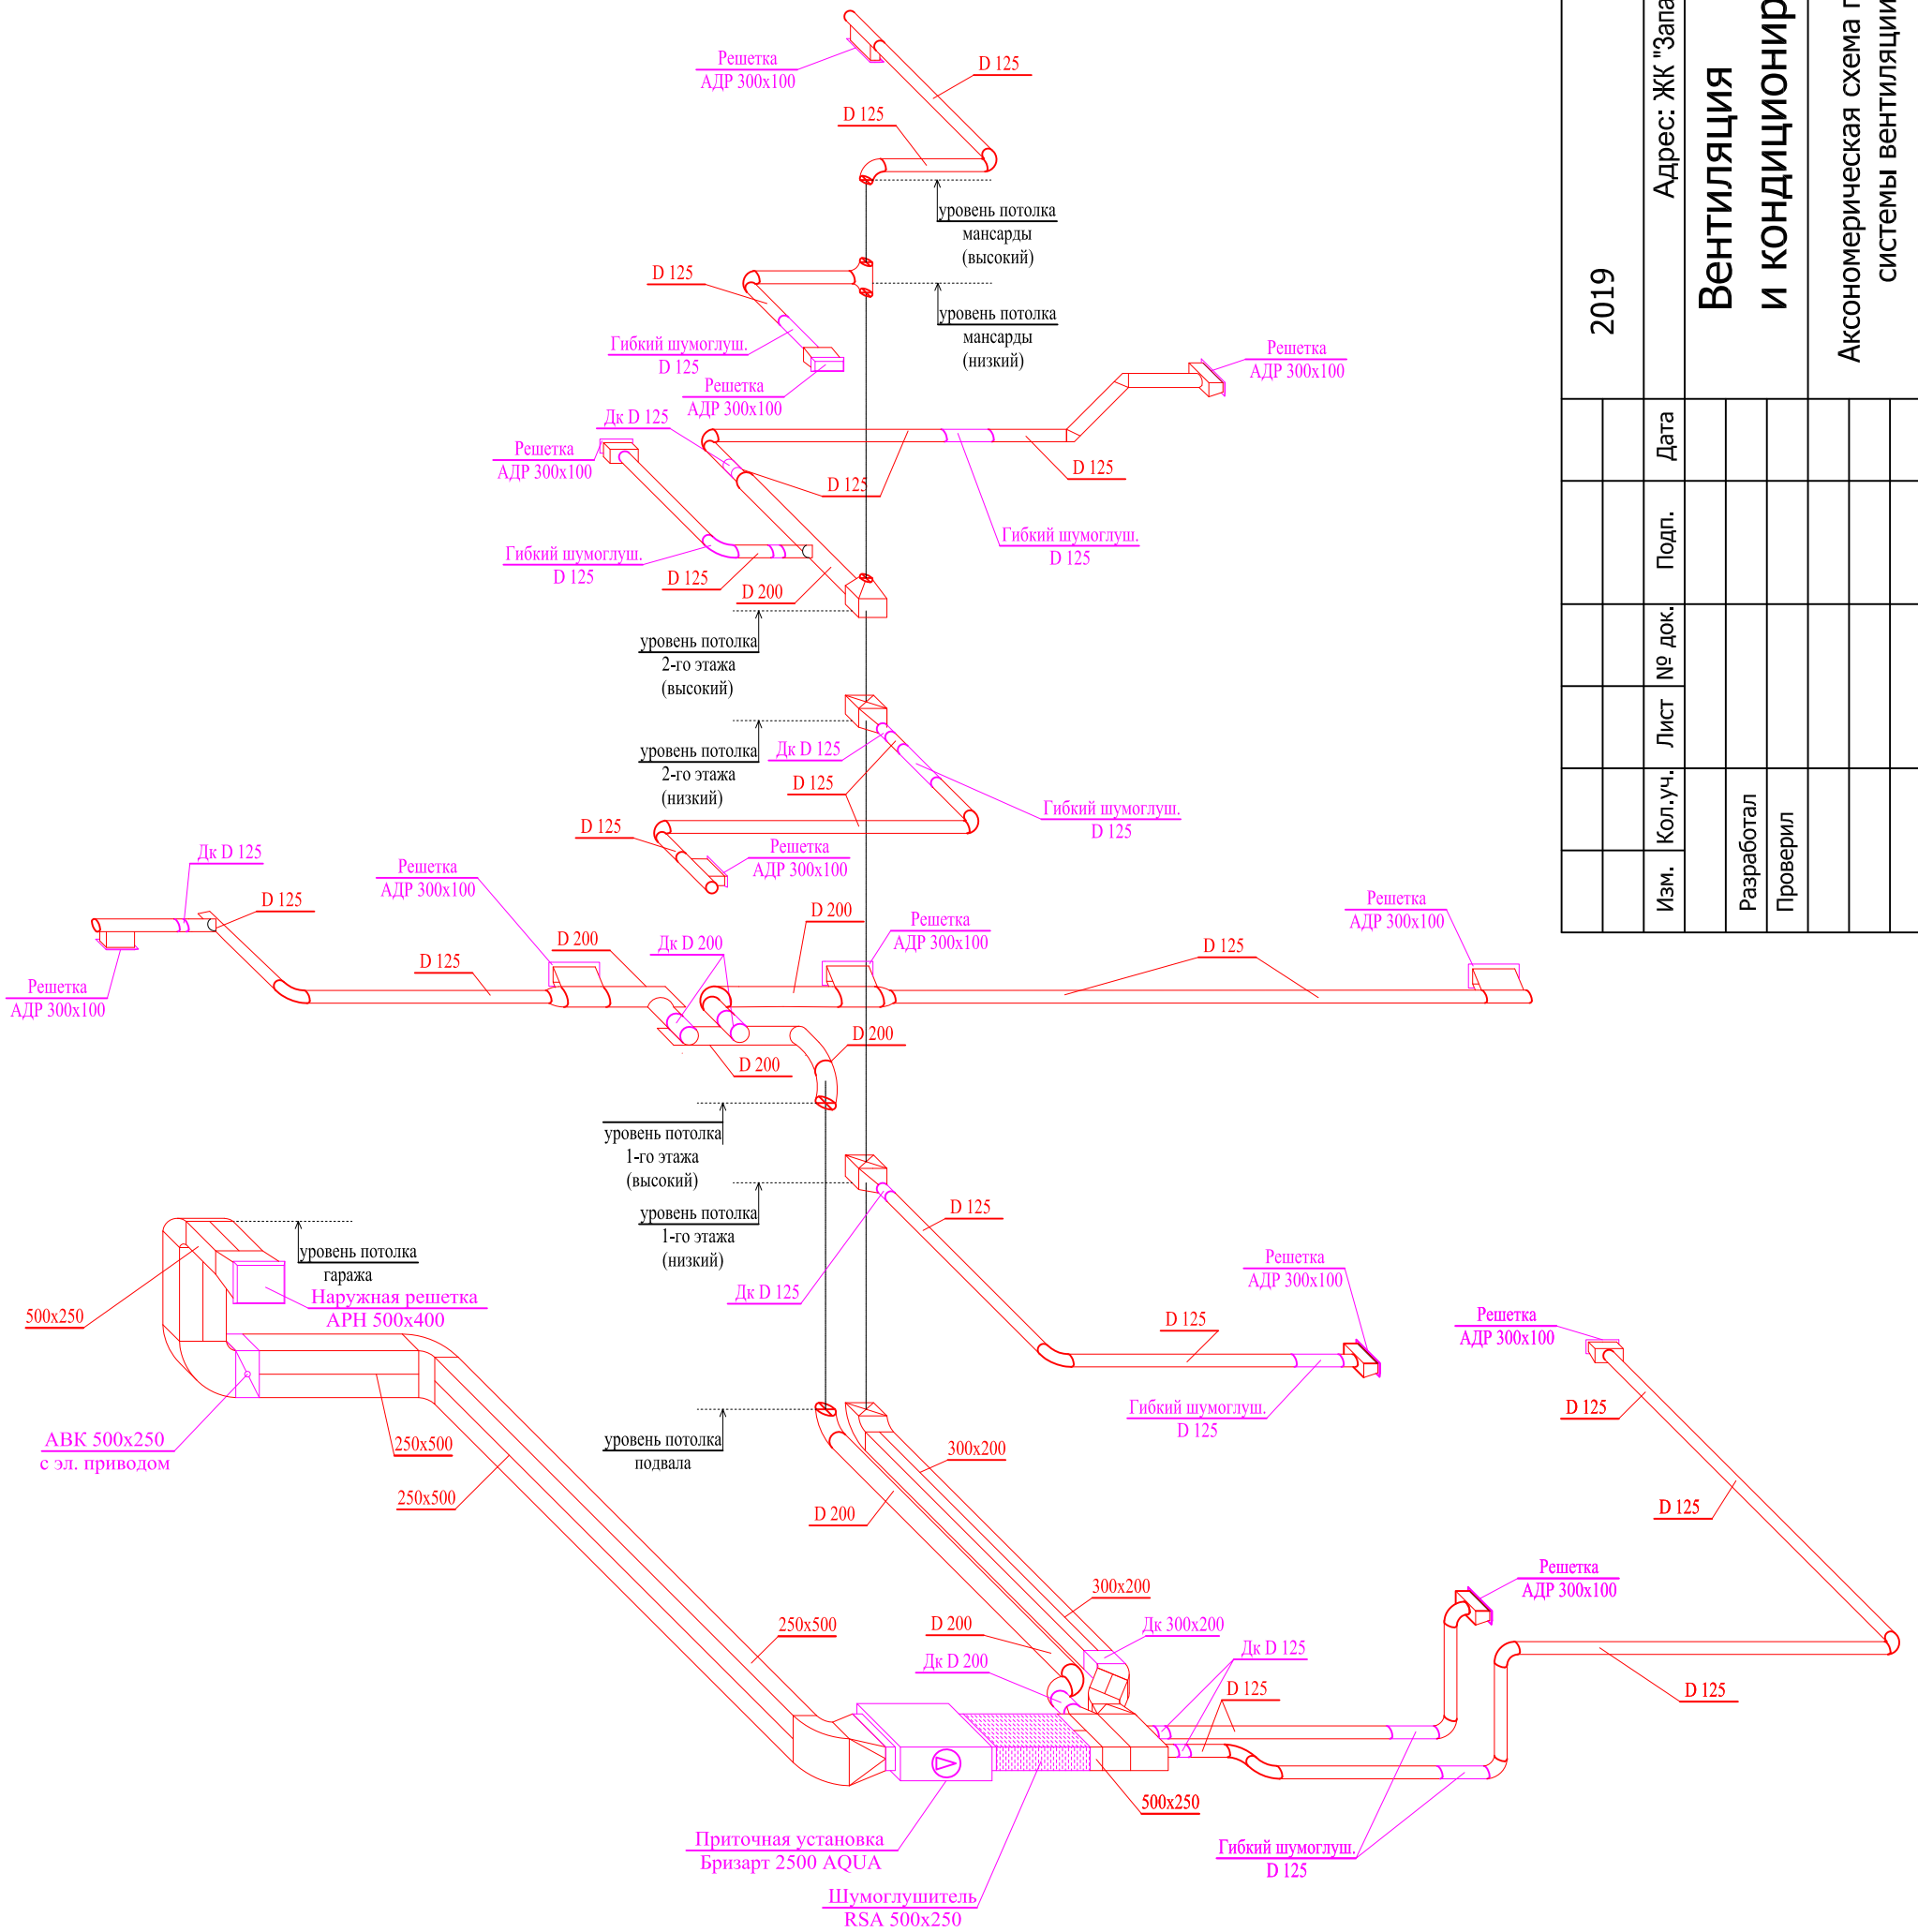 Решетка
АДР 300х100
D 125
D 125
уровень потолка
мансарды
(высокий)
D 125
уровень потолка
мансарды
(низкий)
Гибкий шумоглуш.
D 125
Решетка
АДР 300х100
Решетка
АДР 300х100
Дк D 125
Решетка
АДР 300х100
D 125
D 125
Гибкий шумоглуш.
D 125
Гибкий шумоглуш.
D 125
D 125
D 200
уровень потолка
2-го этажа
(высокий)
уровень потолка
2-го этажа
(низкий)
Дк D 125
D 125
Гибкий шумоглуш.
D 125
D 125
Решетка
АДР 300х100
Дк D 125
D 125
Решетка
АДР 300х100
Решетка
АДР 300х100
D 125
D 200
Дк D 200
D 200
Решетка
АДР 300х100
D 125
Решетка
АДР 300х100
D 200
D 200
уровень потолка
1-го этажа
(высокий)
уровень потолка
1-го этажа
(низкий)
D 125
Дк D 125
уровень потолка
гаража
Наружная решетка
АРН 500х400
500х250
D 125
Решетка
АДР 300х100
Гибкий шумоглуш.
D 125
Решетка
АДР 300х100
D 125
D 125
АВК 500х250
с эл. приводом
250х500
250х500
уровень потолка
подвала
300х200
D 200
300х200
250х500
D 200
Дк 300х200
Дк D 200
Дк D 125
D 125
Решетка
АДР 300х100
D 125
500х250
Приточная установка
Бризарт 2500 AQUA
Шумоглушитель
RSA 500х250
Гибкий шумоглуш.
D 125
2019
Адрес: ЖК "Запа
Вентиляция
и кондиционир
Аксонометрическая схема п
системы вентиляции
Изм.
Кол.уч.
Лист
№ док.
Подп.
Дата
Разработал
Проверил